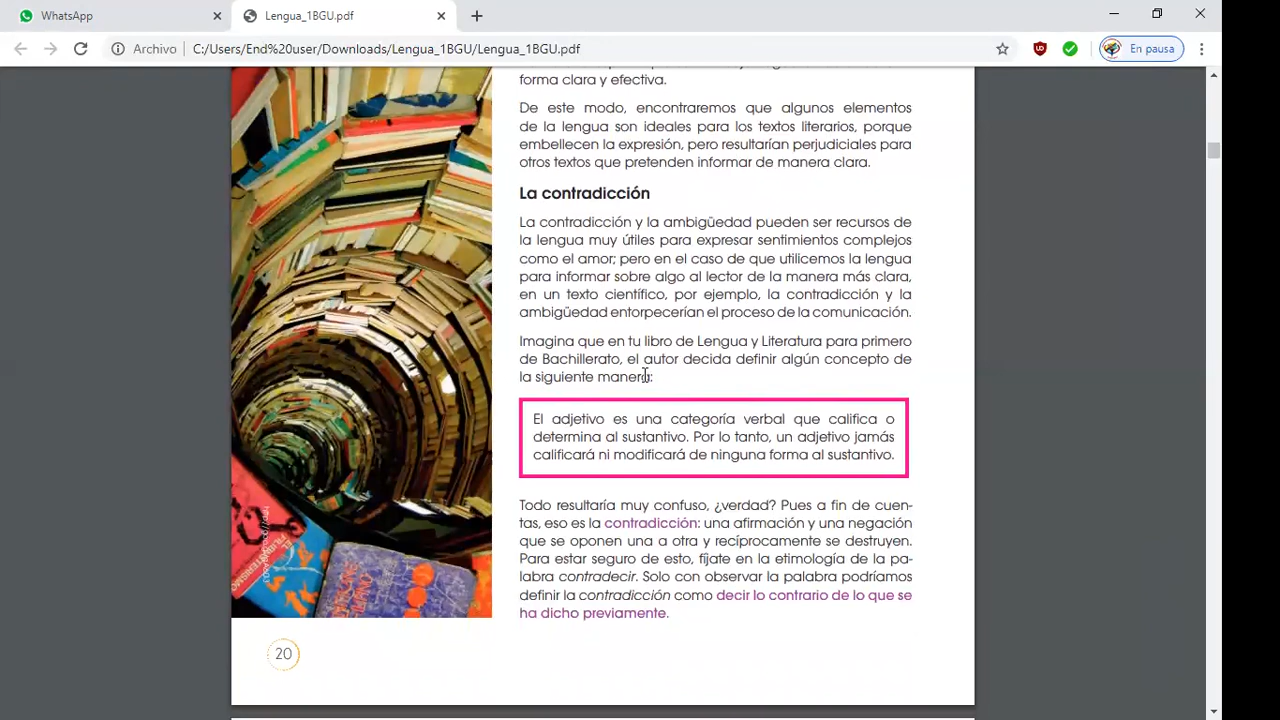 WhatsApp
Lengua_1BGU.pdf
Archivo
C:/Users/End%20user/Downloads/Lengua_1BGU/Lengua_1BGU.pdf
En pausa
forma clara y efectiva.
De este modo, encontraremos que algunos elementos
de la lengua son ideales para los textos literarios, porque
embellecen la expresión, pero resultarían perjudiciales para
otros textos que pretenden informar de manera clara.
La contradicción
La contradicción y la ambigüedad pueden ser recursos de
la lengua muy útiles para expresar sentimientos complejos
como el amor; pero en el caso de que utilicemos la lengua
para informar sobre algo al lector de la manera más clara,
en un texto científico, por ejemplo, la contradicción y la
ambigüedad entorpecerían el proceso de la comunicación.
Imagina que en tu libro de Lengua y Literatura para primero
de Bachillerato, el autor decida definir algún concepto de
la siguiente manera:
El adjetivo es una categoría verbal que califica o
determina al sustantivo. Por lo tanto, un adjetivo jamás
calificará ni modificará de ninguna forma al sustantivo.
Todo resultaría muy confuso, ¿verdad? Pues a fin de cuen-
tas, eso es la contradicción: una afirmación y una negación
que se oponen una a otra y recíprocamente se destruyen.
Para estar seguro de esto, fíjate en la etimología de la pa-
labra contradecir. Solo con observar la palabra podríamos
definir la contradicción como decir lo contrario de lo que se
ha dicho previamente.
20